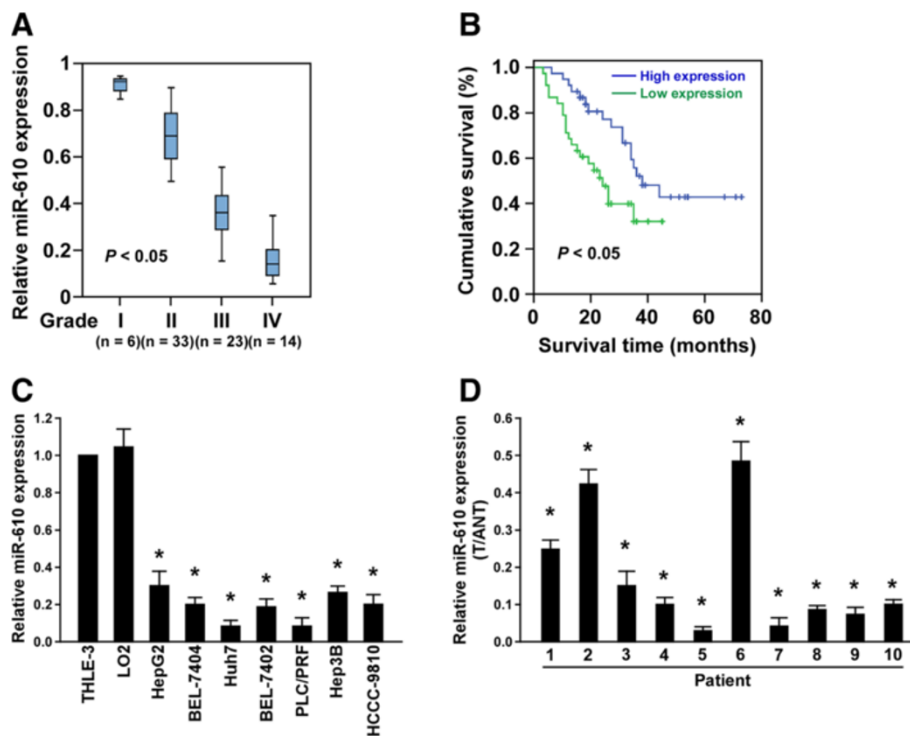 A
Relative miR-610 expression
1
0.8
0.6
0.4
0.2
0
P < 0.05
Grade I II III IV
(n = 6)(n = 33)(n = 23)(n = 14)
B
Cumulative survival (%)
1.0
0.8
0.6
0.4
0.2
0.0
High expression
Low expression
P < 0.05
0 20 40 60 80
Survival time (months)
C
Relative miR-610 expression
1.2
1.0
0.8
0.6
0.4
0.2
0.0
* * * * * * *
THLE-3
LO2
HepG2
BEL-7404
Huh7
BEL-7402
PLC/PRF
Hep3B
HCCC-9810
D
Relative miR-610 expression
(T/ANT)
0.6
0.5
0.4
0.3
0.2
0.1
0.0
* * * * * * * * * *
1 2 3 4 5 6 7 8 9 10
Patient